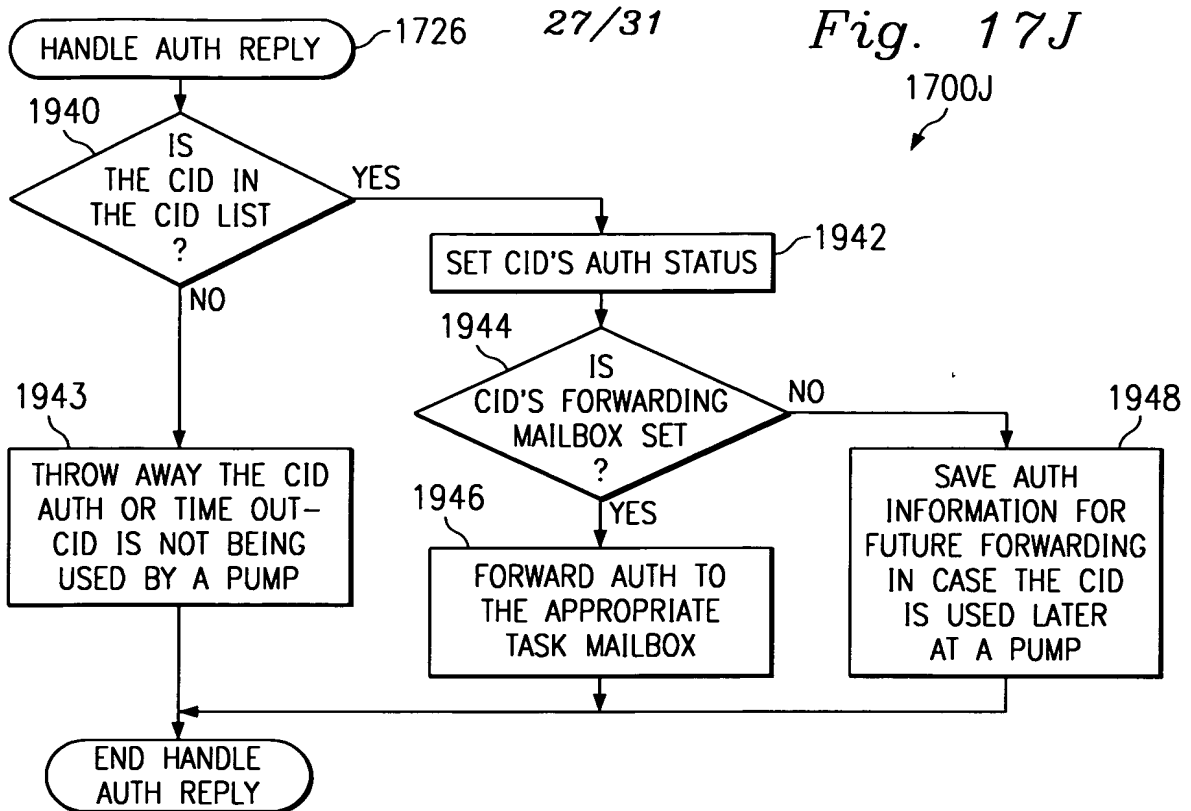 27/31
Fig. 17J
1700J
HANDLE AUTH REPLY
1726
1940
IS
THE CID IN
THE CID LIST
?
YES
NO
SET CID'S AUTH STATUS
1942
1944
IS
CID'S FORWARDING
MAILBOX SET
?
NO
YES
1943
THROW AWAY THE CID
AUTH OR TIME OUT–
CID IS NOT BEING
USED BY A PUMP
1946
FORWARD AUTH TO
THE APPROPRIATE
TASK MAILBOX
1948
SAVE AUTH
INFORMATION FOR
FUTURE FORWARDING
IN CASE THE CID
IS USED LATER
AT A PUMP
END HANDLE
AUTH REPLY